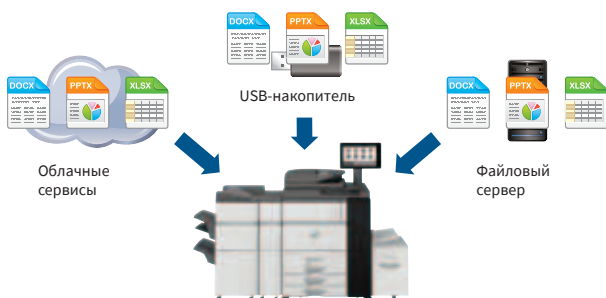 DOCX PPTX XLSX
USB-накопитель
DOCX PPTX XLSX
Облачные
сервисы
DOCX PPTX XLSX
Файловый
сервер